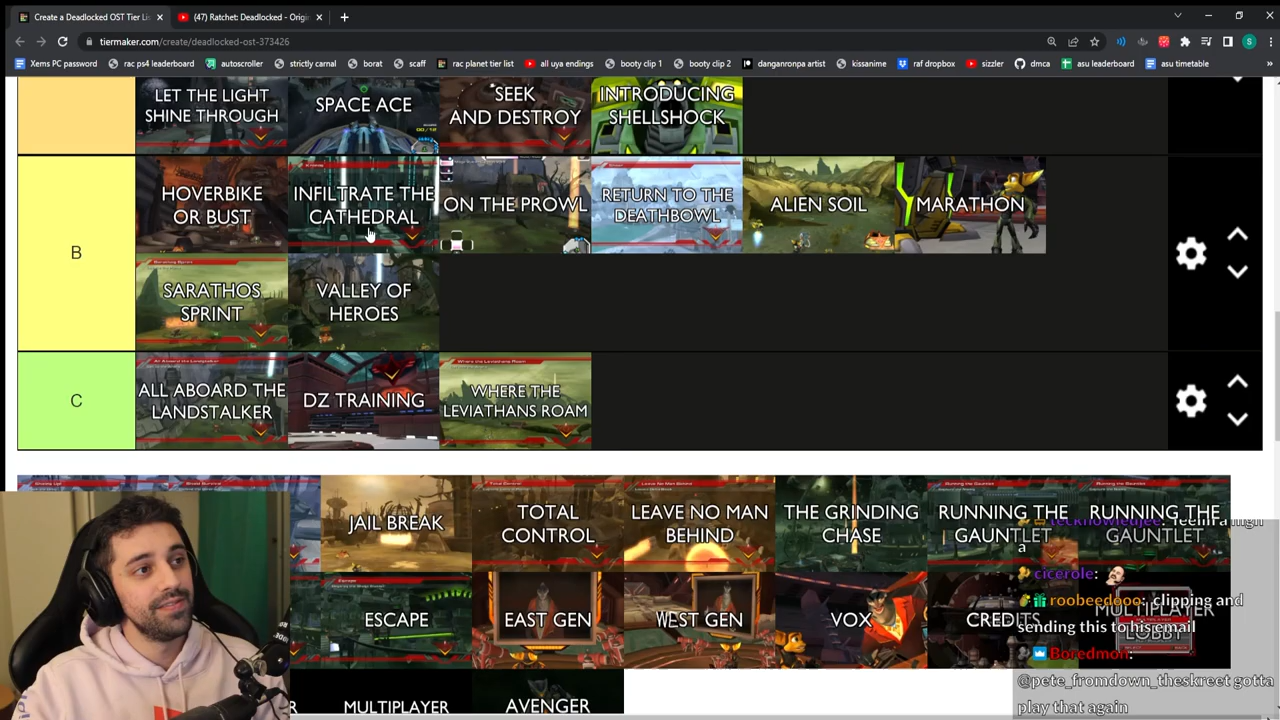 Create a Deadlocked OST Tier Lis
(47) Ratchet: Deadlocked - Origin
tiermaker.com/create/deadlocked-ost-373426
S
Xems PC password
rac ps4 leaderboard
autoscroller
strictly carnal
borat
scaff
rac planet tier list
all uya endings
booty clip 1
booty clip 2
danganronpa artist
kissanime
raf dropbox
sizzler
dmca
asu leaderboard
asu timetable
LET THE LIGHT
SHINE THROUGH
SPACE ACE
SEEK
AND DESTROY
INTRODUCING
SHELLSHOCK
B
HOVERBIKE
OR BUST
INFILTRATE THE
CATHEDRAL
ON THE PROWL
RETURN TO THE
DEATHBOWL
ALIEN SOIL
MARATHON
SARATHOS
SPRINT
VALLEY OF
HEROES
C
ALL ABOARD THE
LANDSTALKER
DZ TRAINING
WHERE THE
LEVIATHANS ROAM
JAIL BREAK
TOTAL
CONTROL
LEAVE NO MAN
BEHIND
THE GRINDING
CHASE
RUNNING THE
GAUNTLET
RUNNING THE
GAUNTLET
ESCAPE
EAST GEN
WEST GEN
VOX
CREDITS
MULTIPLAYER
LOBBY
MULTIPLAYER
AVENGER
feelin a high
a
cicerole:
roobeedooo: clipping and
sending this to his email
Boredmon:
@pete_fromdown_theskreet gotta
play that again